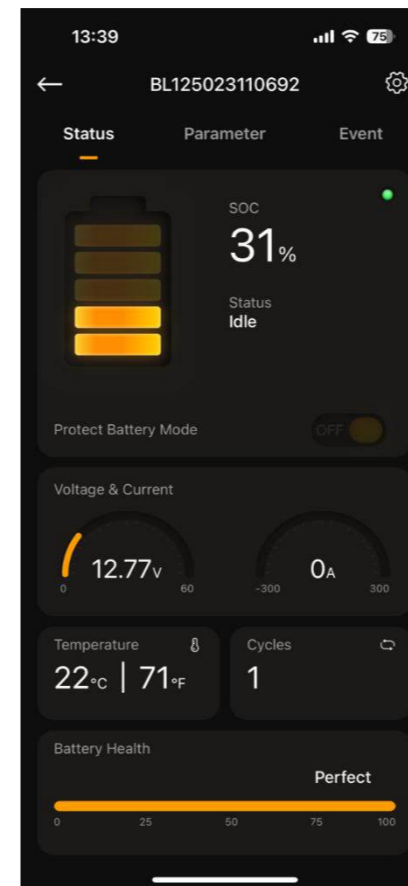 13:39
75
BL125023110692
Status Parameter Event
SOC
31%
Status
Idle
Protect Battery Mode OFF
Voltage & Current
12.77V 0A
0 60 -300 300
Temperature Cycles
22°C | 71°F 1
Battery Health
Perfect
0 25 50 75 100